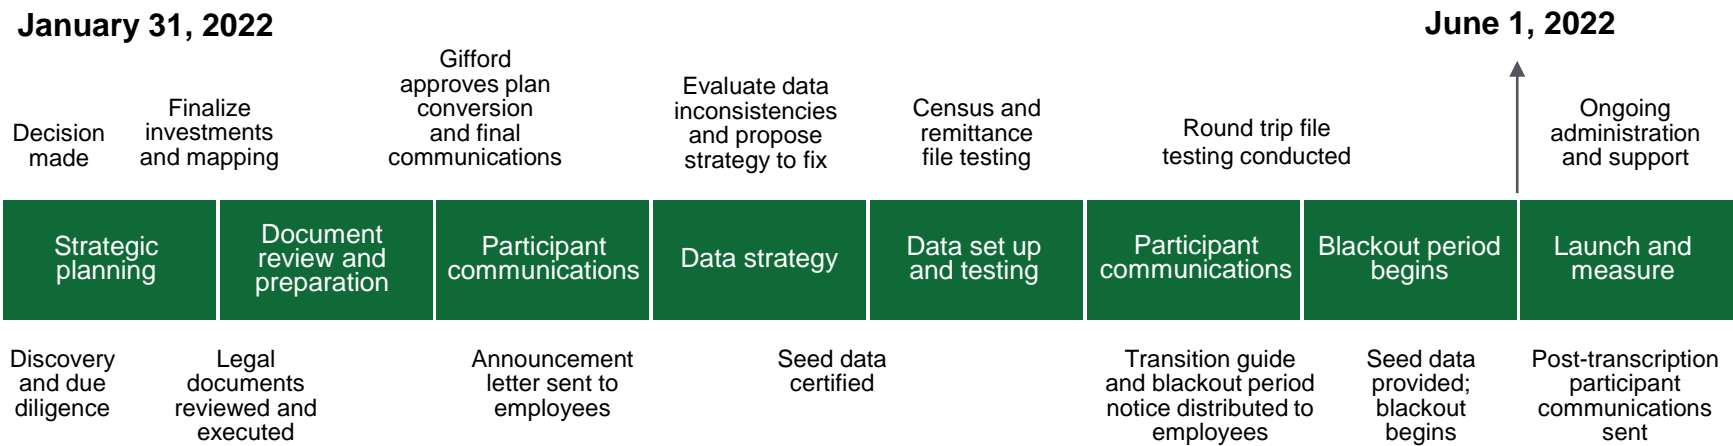 January 31, 2022
June 1, 2022
Decision
made
Finalize
investments
and mapping
Gifford
approves plan
conversion
and final
communications
Evaluate data
inconsistencies
and propose
strategy to fix
Census and
remittance
file testing
Round trip file
testing conducted
Ongoing
administration
and support
Strategic
planning
Document
review and
preparation
Participant
communications
Data strategy
Data set up
and testing
Participant
communications
Blackout period
begins
Launch and
measure
Discovery
and due
diligence
Legal
documents
reviewed and
executed
Announcement
letter sent to
employees
Seed data
certified
Transition guide
and blackout period
notice distributed to
employees
Seed data
provided;
blackout
begins
Post-transcription
participant
communications
sent